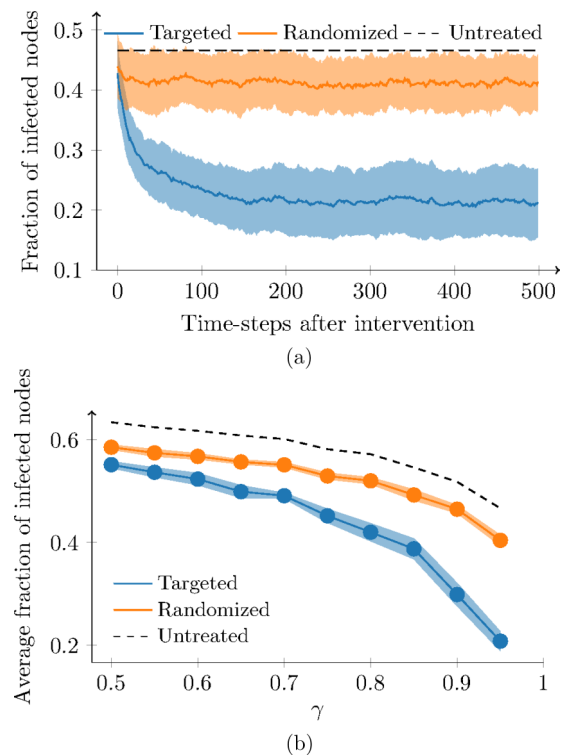 Targeted Randomized Untreated
Fraction of infected nodes
0.5
0.4
0.3
0.2
0.1
0 100 200 300 400 500
Time-steps after intervention
(a)
Average fraction of infected nodes
0.6
0.4
0.2
Targeted
Randomized
Untreated
0.5 0.6 0.7 0.8 0.9 1
γ
(b)